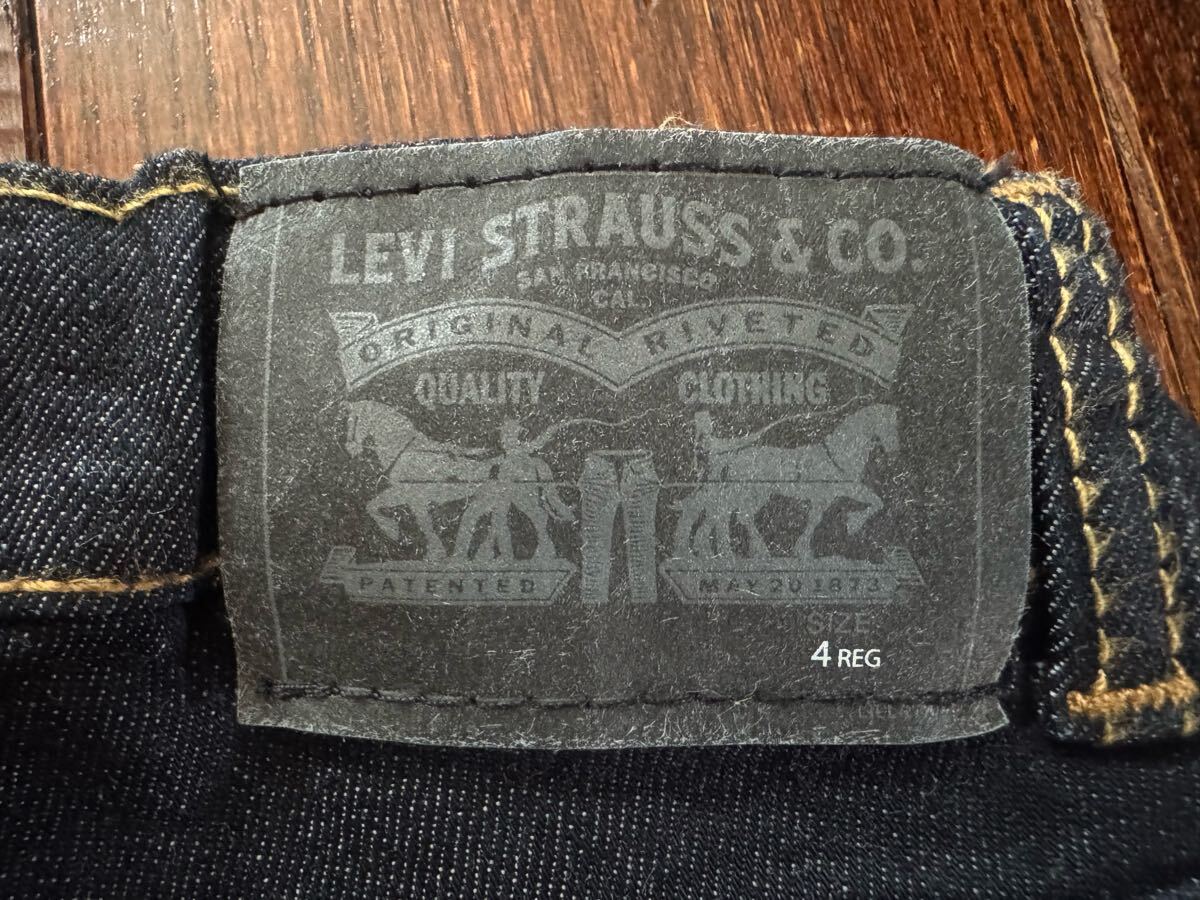 LEVI STRAUSS & CO.
SAN FRANCISCO
CAL.
ORIGINAL RIVETED
QUALITY CLOTHING
PATENTED MAY 20 1873
SIZE
4 REG